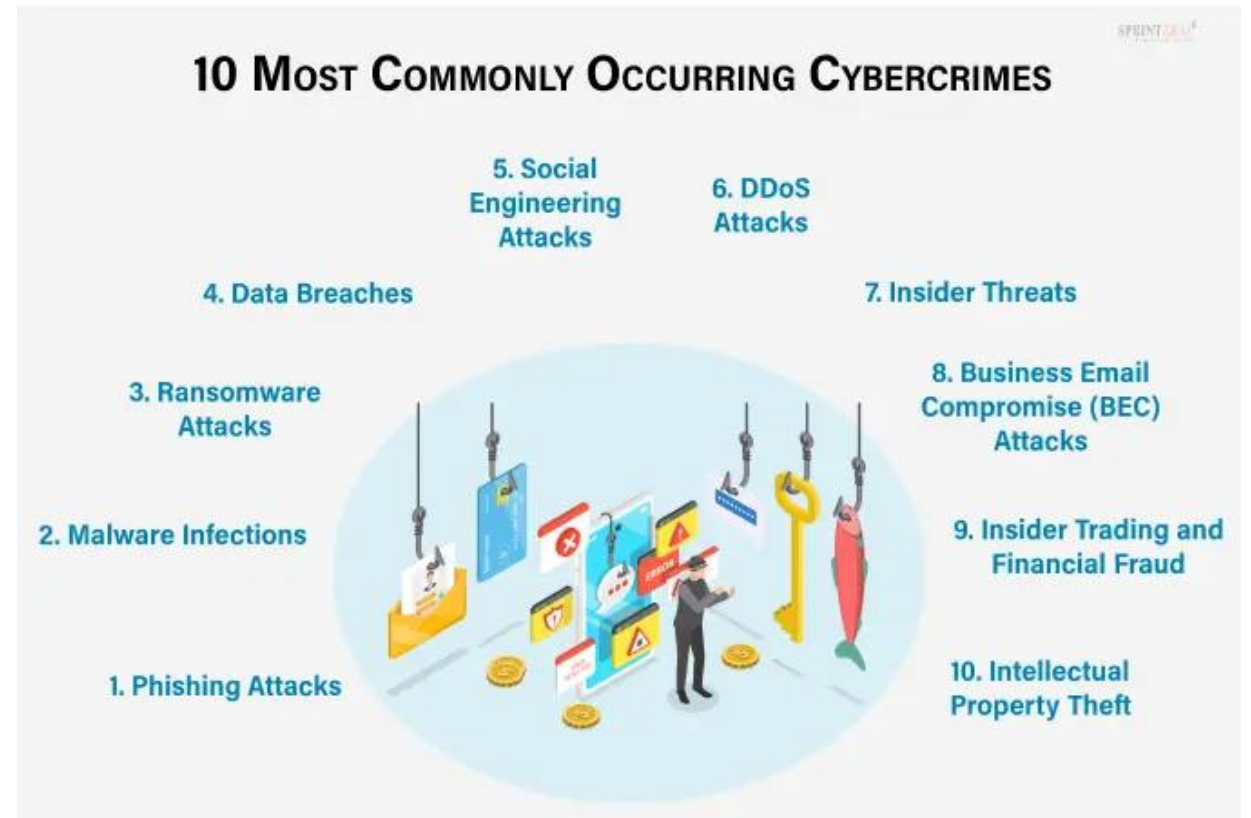 SPRINTZEAL
10 MOST COMMONLY OCCURRING CYBERCRIMES
5. Social
Engineering
Attacks
6. DDoS
Attacks
4. Data Breaches
7. Insider Threats
3. Ransomware
Attacks
8. Business Email
Compromise (BEC)
Attacks
2. Malware Infections
9. Insider Trading and
Financial Fraud
ERROR
1. Phishing Attacks
10. Intellectual
Property Theft